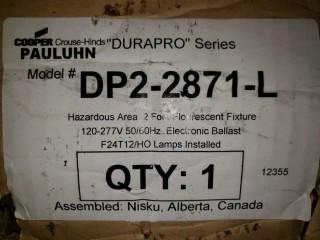 COOPER Crouse-Hinds "DURAPRO" Series
PAULUHN
Model # DP2-2871-L
Hazardous Area 2 Foot Fluorescent Fixture
120-277V 50/60Hz Electronic Ballast
F24T12/HO Lamps Installed
QTY: 1
12355
Assembled: Nisku, Alberta, Canada